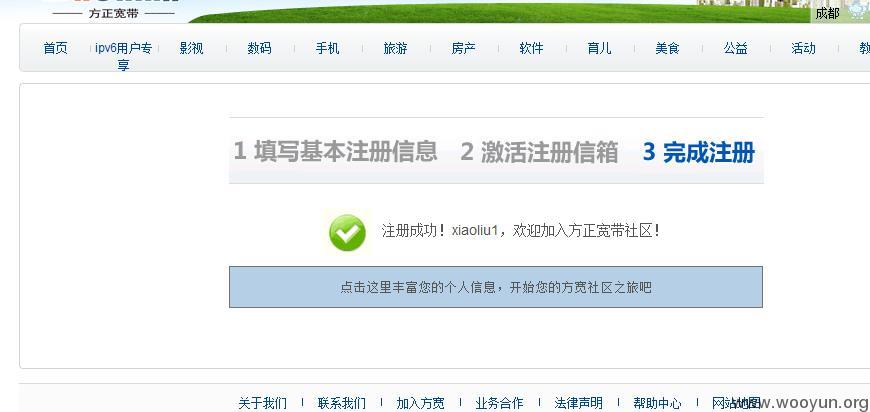 方正宽带
成都
首页 ipv6用户专享 影视 数码 手机 旅游 房产 软件 育儿 美食 公益 活动
1 填写基本注册信息 2 激活注册信箱 3 完成注册
注册成功！xiaoliu1，欢迎加入方正宽带社区！
点击这里丰富您的个人信息，开始您的方宽社区之旅吧
关于我们 | 联系我们 | 加入方宽 | 业务合作 | 法律声明 | 帮助中心 | 网站地图
www.wooyun.org